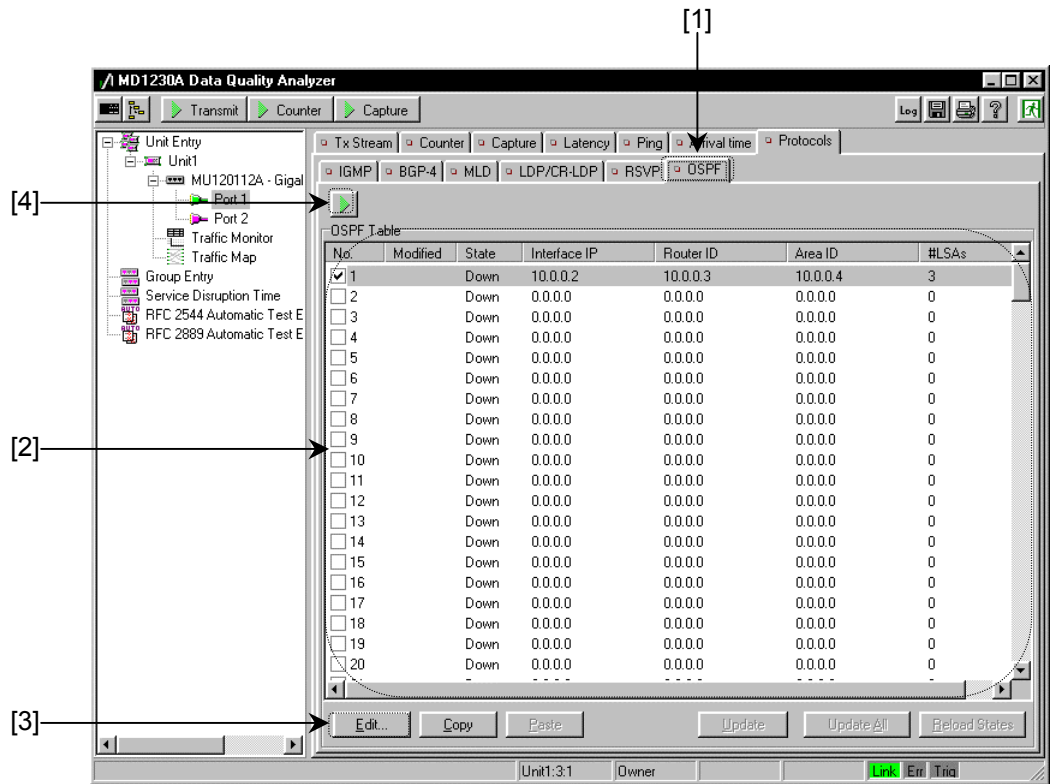 [1]
MD1230A Data Quality Analyzer
Transmit Counter Capture Log
Unit Entry
Unit1
MU120112A - Gigal
Port 1
Port 2
Traffic Monitor
Traffic Map
Group Entry
Service Disruption Time
RFC 2544 Automatic Test E
RFC 2889 Automatic Test E
Tx Stream Counter Capture Latency Ping Arrival time Protocols
IGMP BGP-4 MLD LDP/CR-LDP RSVP OSPF
[4]
OSPF Table
No. Modified State Interface IP Router ID Area ID #LSAs
1 Down 10.0.0.2 10.0.0.3 10.0.0.4 3
2 Down 0.0.0.0 0.0.0.0 0.0.0.0 0
3 Down 0.0.0.0 0.0.0.0 0.0.0.0 0
4 Down 0.0.0.0 0.0.0.0 0.0.0.0 0
5 Down 0.0.0.0 0.0.0.0 0.0.0.0 0
6 Down 0.0.0.0 0.0.0.0 0.0.0.0 0
7 Down 0.0.0.0 0.0.0.0 0.0.0.0 0
8 Down 0.0.0.0 0.0.0.0 0.0.0.0 0
9 Down 0.0.0.0 0.0.0.0 0.0.0.0 0
[2]
10 Down 0.0.0.0 0.0.0.0 0.0.0.0 0
11 Down 0.0.0.0 0.0.0.0 0.0.0.0 0
12 Down 0.0.0.0 0.0.0.0 0.0.0.0 0
13 Down 0.0.0.0 0.0.0.0 0.0.0.0 0
14 Down 0.0.0.0 0.0.0.0 0.0.0.0 0
15 Down 0.0.0.0 0.0.0.0 0.0.0.0 0
16 Down 0.0.0.0 0.0.0.0 0.0.0.0 0
17 Down 0.0.0.0 0.0.0.0 0.0.0.0 0
18 Down 0.0.0.0 0.0.0.0 0.0.0.0 0
19 Down 0.0.0.0 0.0.0.0 0.0.0.0 0
20 Down 0.0.0.0 0.0.0.0 0.0.0.0 0
[3]
Edit... Copy Paste Update Update All Reload States
Unit1:3:1 Owner Link Err Trig